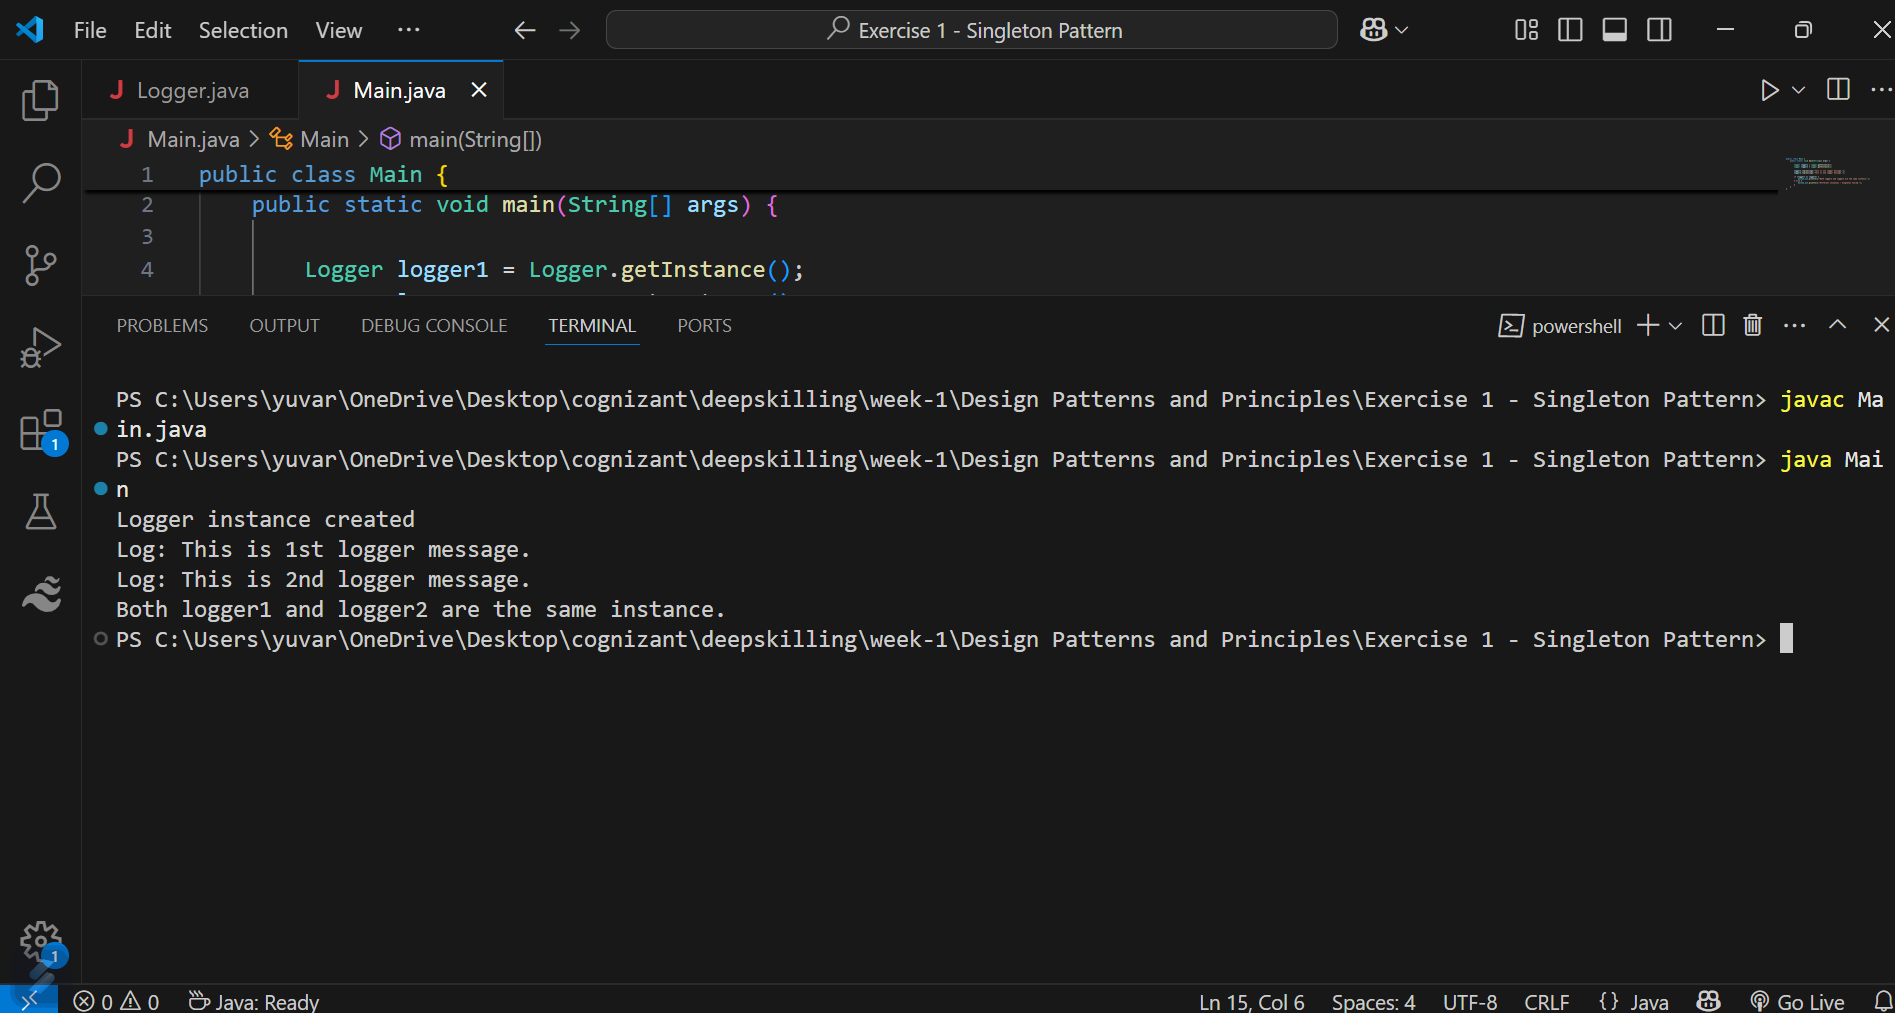 File Edit Selection View ··· Exercise 1 - Singleton Pattern
Logger.java Main.java
Main.java > Main > main(String[])
1 public class Main {
2 public static void main(String[] args) {
3
4 Logger logger1 = Logger.getInstance();
PROBLEMS OUTPUT DEBUG CONSOLE TERMINAL PORTS powershell
PS C:\Users\yuvar\OneDrive\Desktop\cognizant\deepskilling\week-1\Design Patterns and Principles\Exercise 1 - Singleton Pattern> javac Ma
in.java
PS C:\Users\yuvar\OneDrive\Desktop\cognizant\deepskilling\week-1\Design Patterns and Principles\Exercise 1 - Singleton Pattern> java Mai
n
Logger instance created
Log: This is 1st logger message.
Log: This is 2nd logger message.
Both logger1 and logger2 are the same instance.
PS C:\Users\yuvar\OneDrive\Desktop\cognizant\deepskilling\week-1\Design Patterns and Principles\Exercise 1 - Singleton Pattern>
1
1
0 0 Java: Ready Ln 15, Col 6 Spaces: 4 UTF-8 CRLF {} Java Go Live